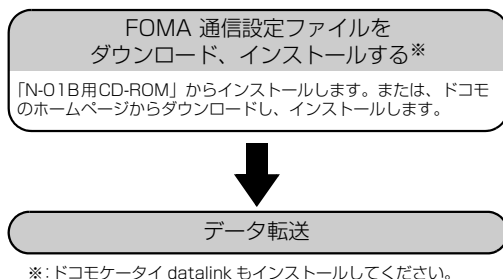 FOMA 通信設定ファイルを
ダウンロード、インストールする※
「N-01B用CD-ROM」からインストールします。または、ドコモ
のホームページからダウンロードし、インストールします。
データ転送
※:ドコモケータイ datalink もインストールしてください。